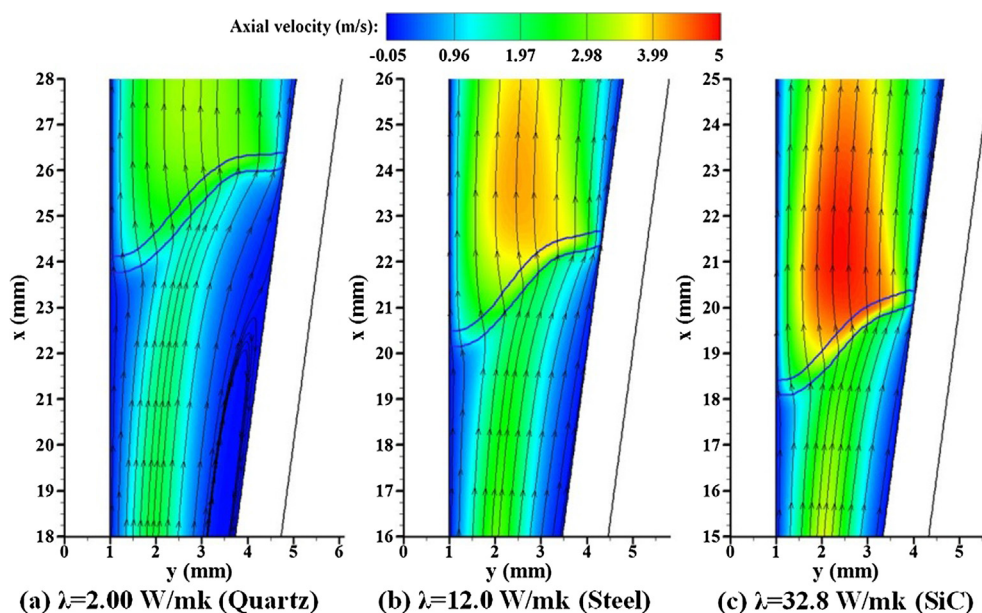 Axial velocity (m/s):
-0.05 0.96 1.97 2.98 3.99 5
x (mm)
28
27
26
25
24
23
22
21
20
19
18
0 1 2 3 4 5 6
y (mm)
(a) λ=2.00 W/mk (Quartz)
x (mm)
26
25
24
23
22
21
20
19
18
17
16
0 1 2 3 4 5
y (mm)
(b) λ=12.0 W/mk (Steel)
x (mm)
25
24
23
22
21
20
19
18
17
16
15
0 1 2 3 4 5
y (mm)
(c) λ=32.8 W/mk (SiC)